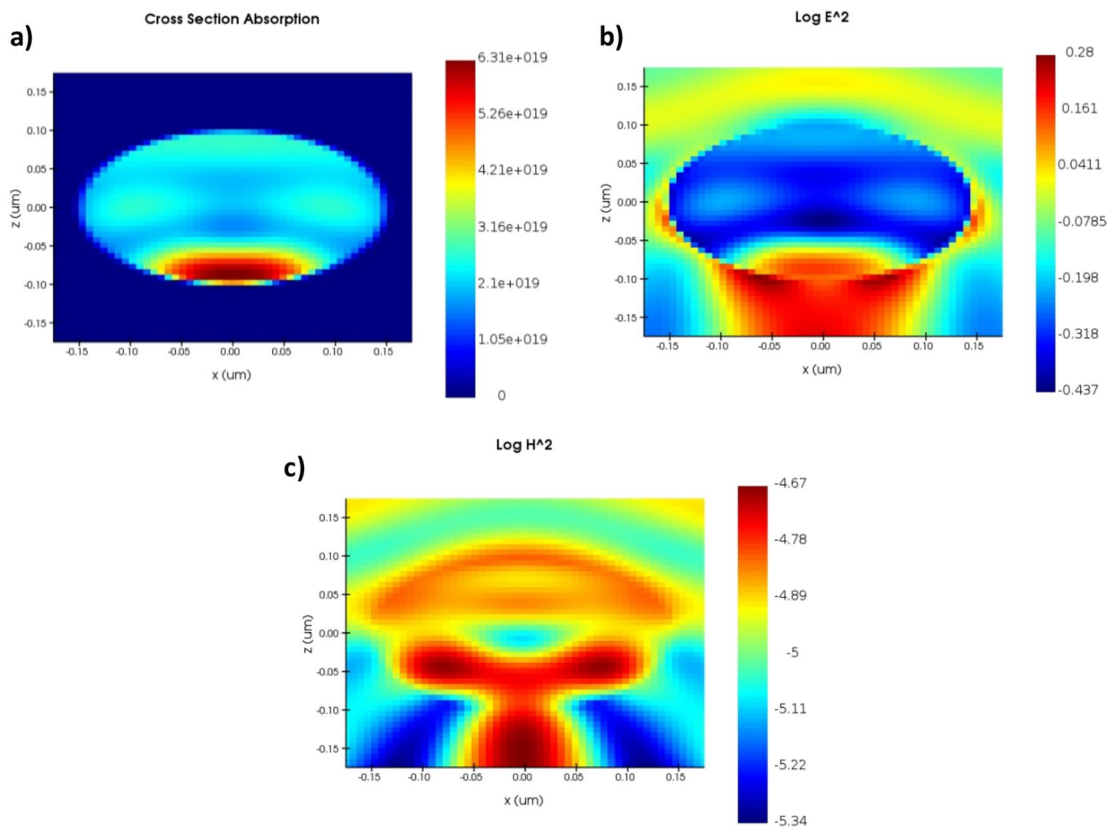 Cross Section Absorption
a)
6.31e+019
5.26e+019
4.21e+019
3.16e+019
2.1e+019
1.05e+019
0
0.15
0.10
0.05
0.00
-0.05
-0.10
-0.15
z (um)
-0.15 -0.10 -0.05 0.00 0.05 0.10 0.15
x (um)
Log E^2
b)
0.28
0.161
0.0411
-0.0785
-0.198
-0.318
-0.437
0.15
0.10
0.05
0.00
-0.05
-0.10
-0.15
z (um)
-0.15 -0.10 -0.05 0.00 0.05 0.10 0.15
x (um)
Log H^2
c)
-4.67
-4.78
-4.89
-5
-5.11
-5.22
-5.34
0.15
0.10
0.05
0.00
-0.05
-0.10
-0.15
z (um)
-0.15 -0.10 -0.05 0.00 0.05 0.10 0.15
x (um)